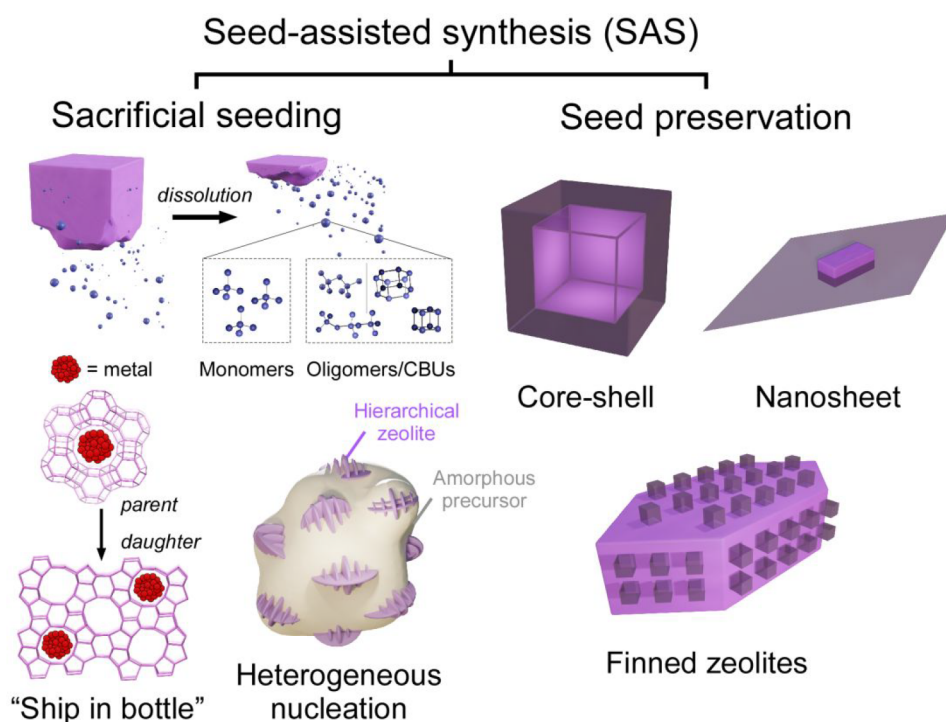 Seed-assisted synthesis (SAS)
Sacrificial seeding
Seed preservation
dissolution
Monomers
Oligomers/CBUs
= metal
Core-shell
Nanosheet
Hierarchical
zeolite
Amorphous
precursor
parent
daughter
"Ship in bottle"
Heterogeneous
nucleation
Finned zeolites